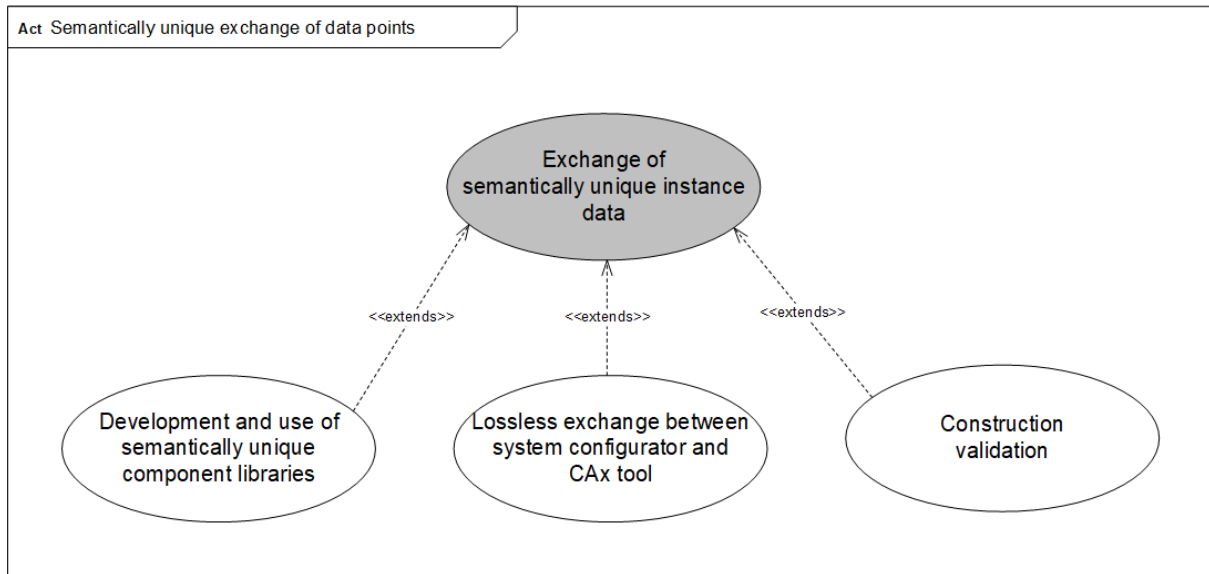 Act Semantically unique exchange of data points
Exchange of
semantically unique instance
data
<<extends>>
<<extends>>
<<extends>>
Development and use of
semantically unique
component libraries
Lossless exchange between
system configurator and
CAx tool
Construction
validation